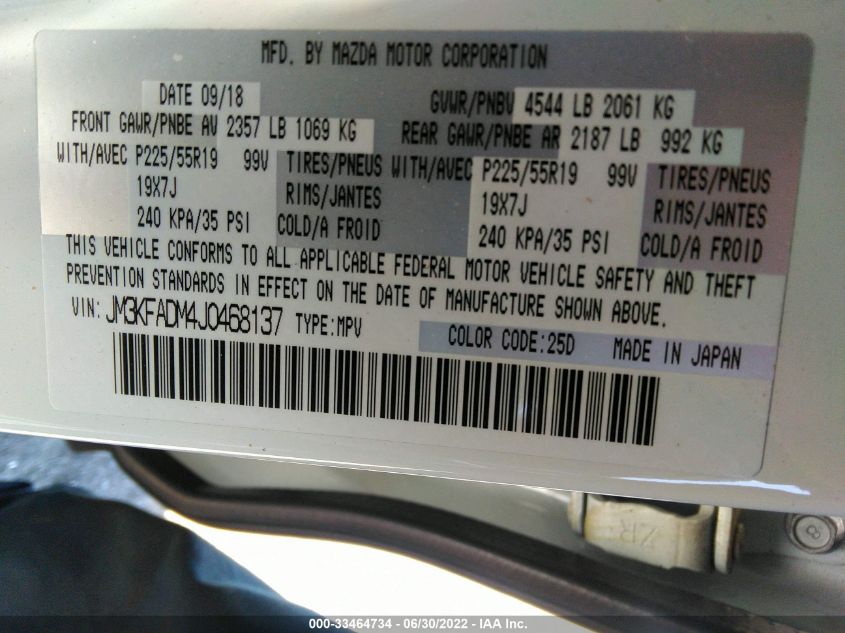 MFD. BY MAZDA MOTOR CORPORATION
DATE 09/18 GVWR/PNBV 4544 LB 2061 KG
FRONT GAWR/PNBE AV 2357 LB 1069 KG REAR GAWR/PNBE AR 2187 LB 992 KG
WITH/AVEC P225/55R19 99V TIRES/PNEUS WITH/AVEC P225/55R19 99V TIRES/PNEUS
19X7J RIMS/JANTES 19X7J RIMS/JANTES
240 KPA/35 PSI COLD/A FROID 240 KPA/35 PSI COLD/A FROID
THIS VEHICLE CONFORMS TO ALL APPLICABLE FEDERAL MOTOR VEHICLE SAFETY AND THEFT
PREVENTION STANDARDS IN EFFECT ON THE DATE OF MANUFACTURE SHOWN ABOVE.
VIN: JM3KFADM4J0468137 TYPE:MPV COLOR CODE:25D MADE IN JAPAN
ZR
8
000-33464734 - 06/30/2022 - IAA Inc.